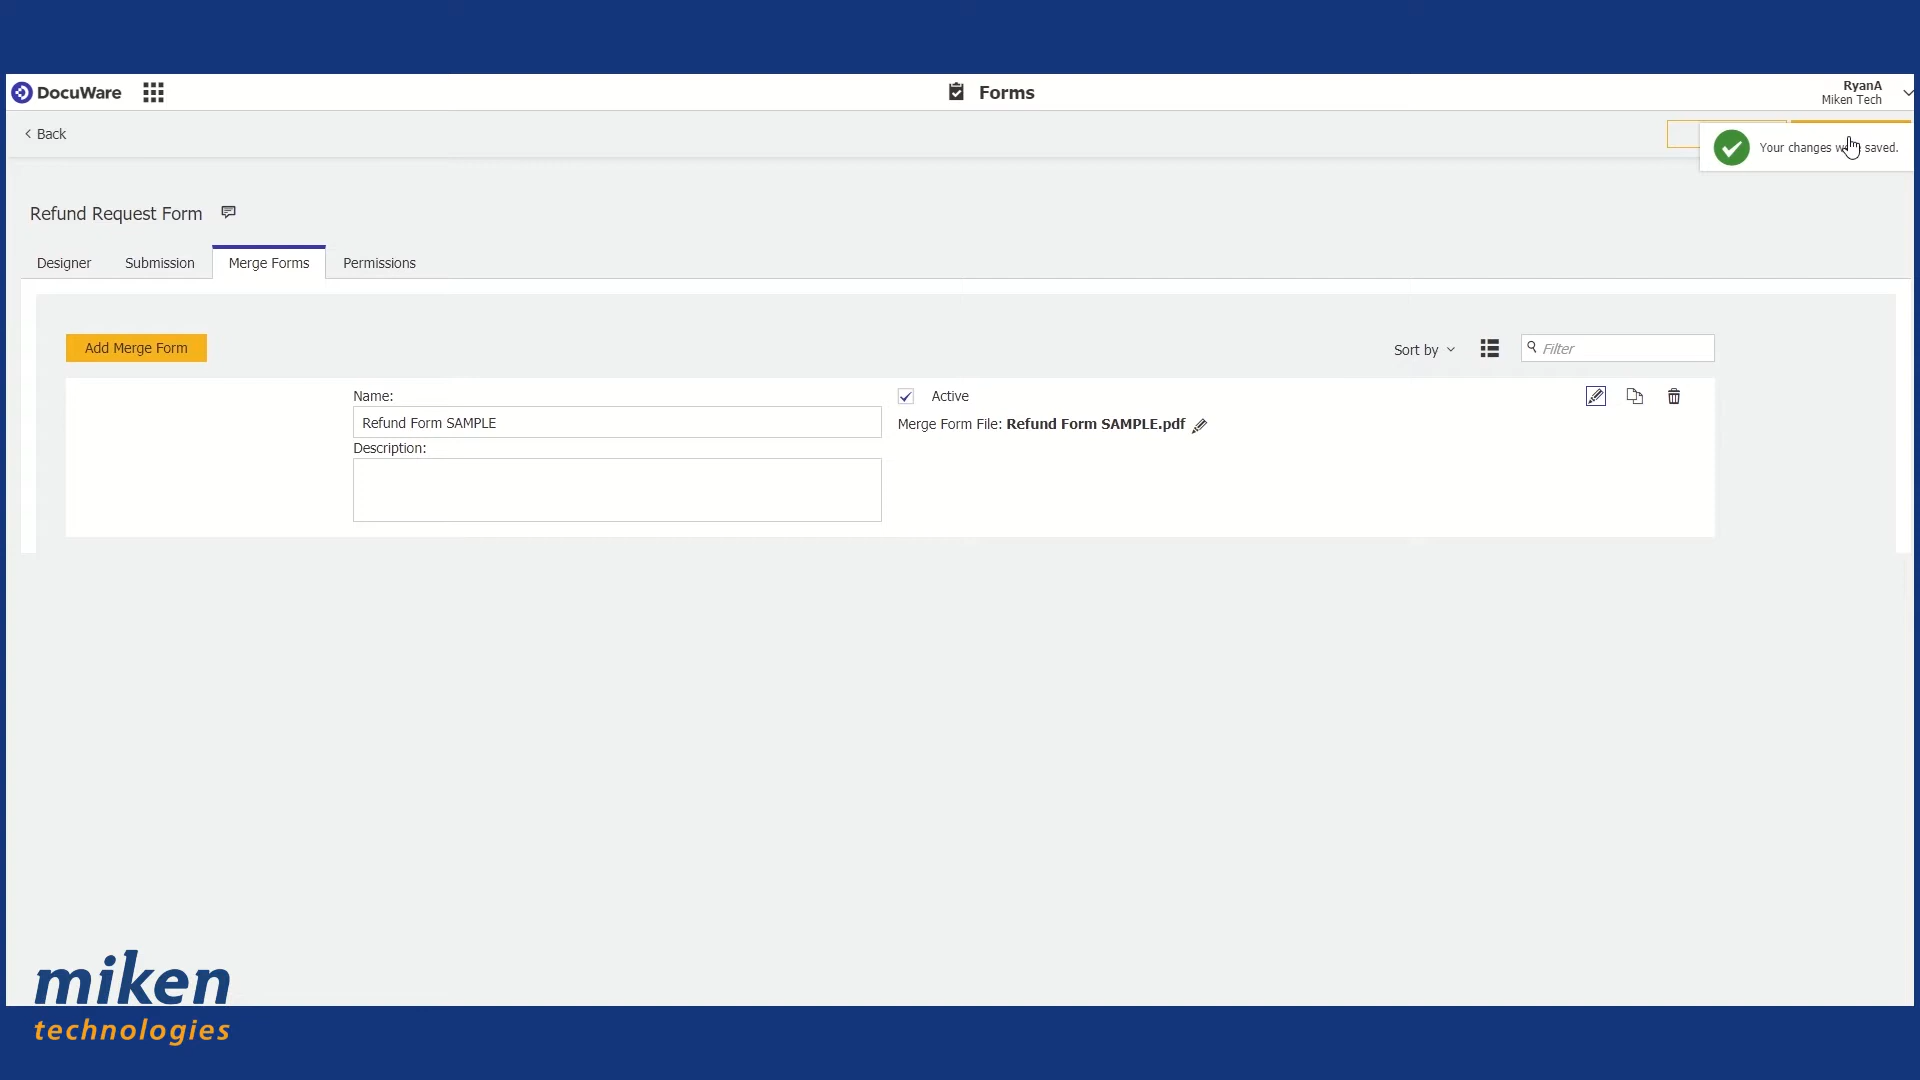 DocuWare
Forms
RyanA
Miken Tech
Back
Your changes saved.
Refund Request Form
Designer
Submission
Merge Forms
Permissions
Add Merge Form
Sort by
Filter
Name:
Active
Refund Form SAMPLE
Merge Form File: Refund Form SAMPLE.pdf
Description:
miken
technologies